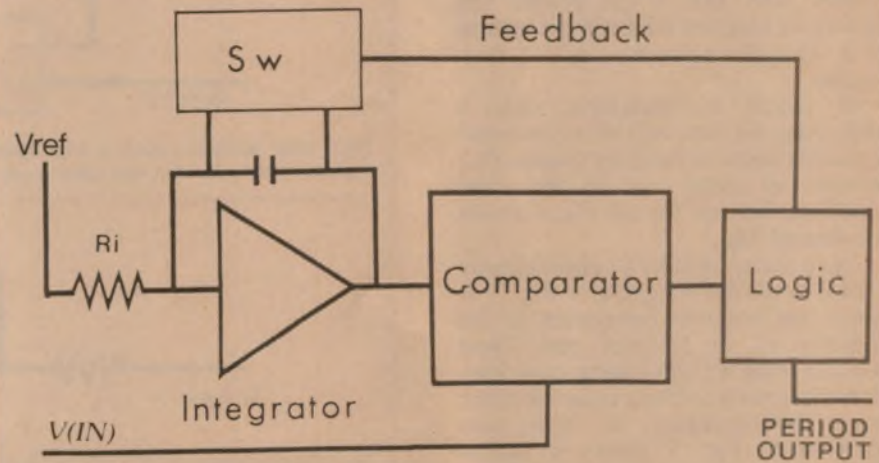 Sw
Feedback
Vref
Ri
Comparator
Logic
Integrator
V(IN)
PERIOD
OUTPUT